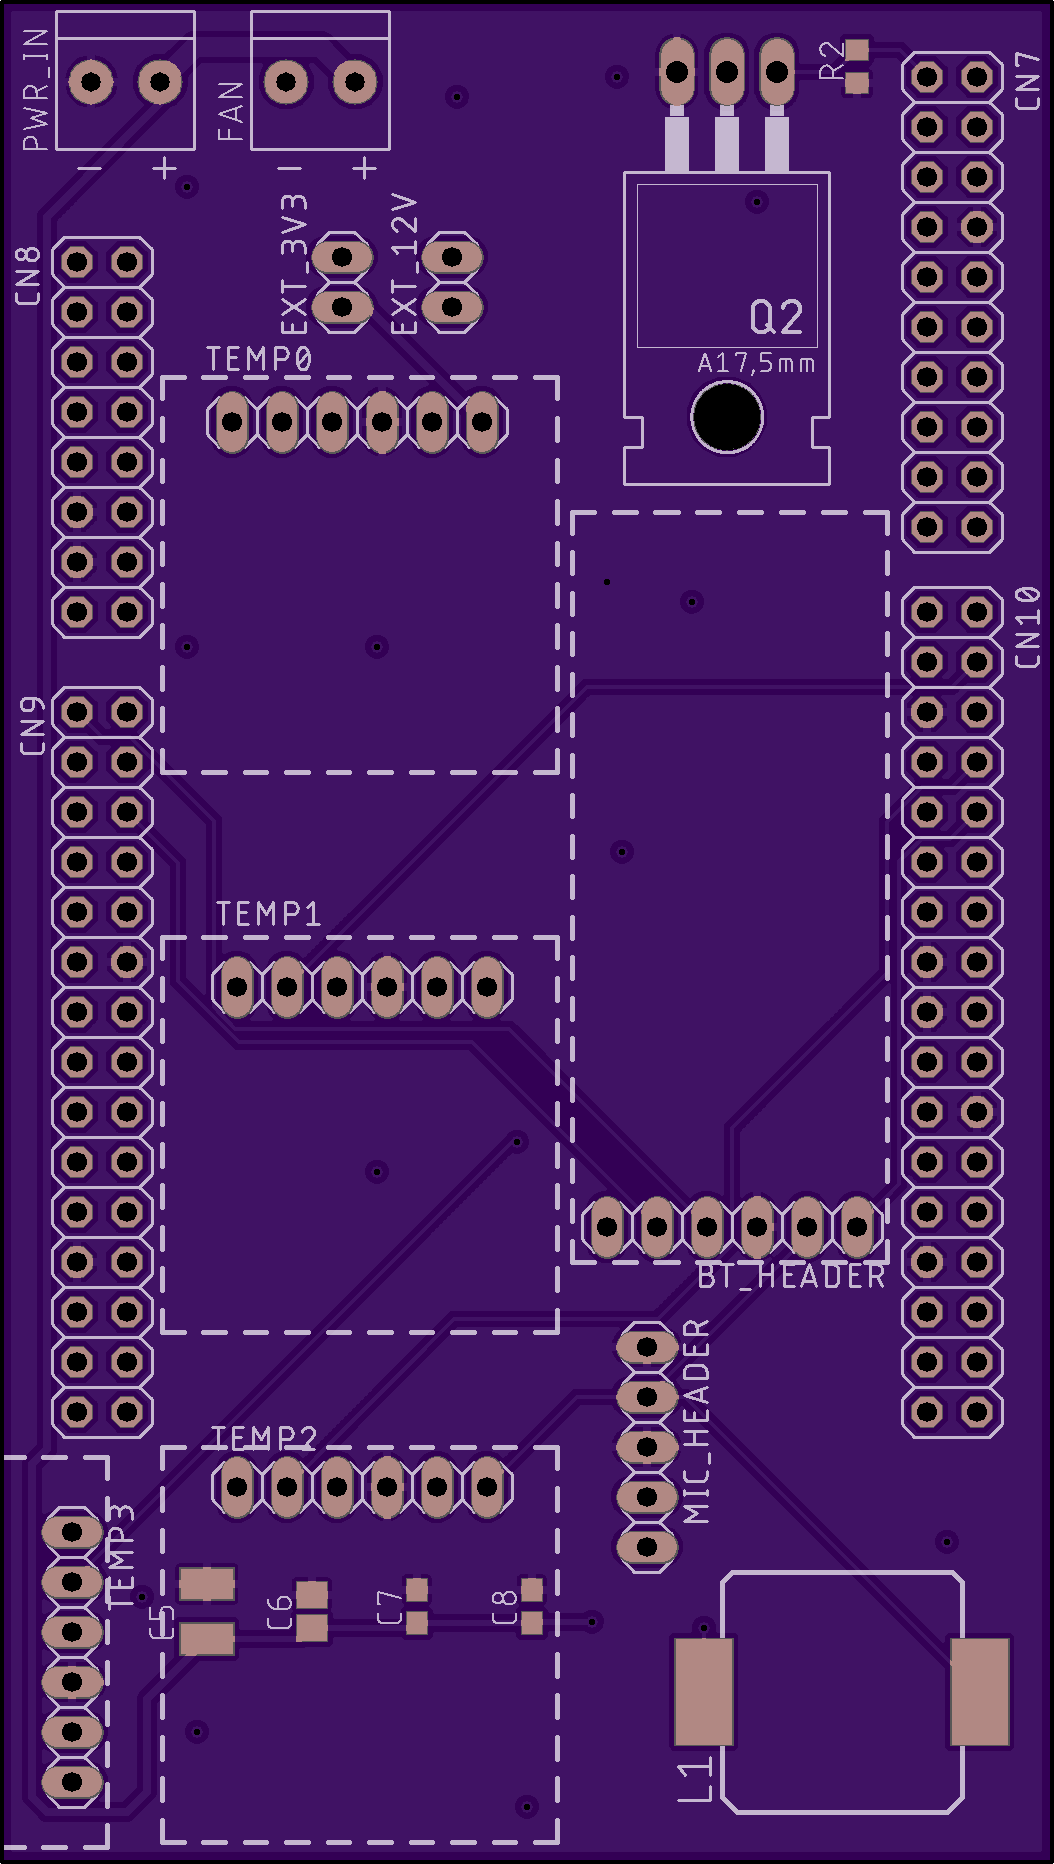 PWR_IN
FAN
R2
CN7
- +
- +
CN8
EXT_3V3
EXT_12V
Q2
A17,5mm
TEMP0
CN10
CN9
TEMP1
BT_HEADER
MIC_HEADER
TEMP2
TEMP3
C5
C6
C7
C8
L1